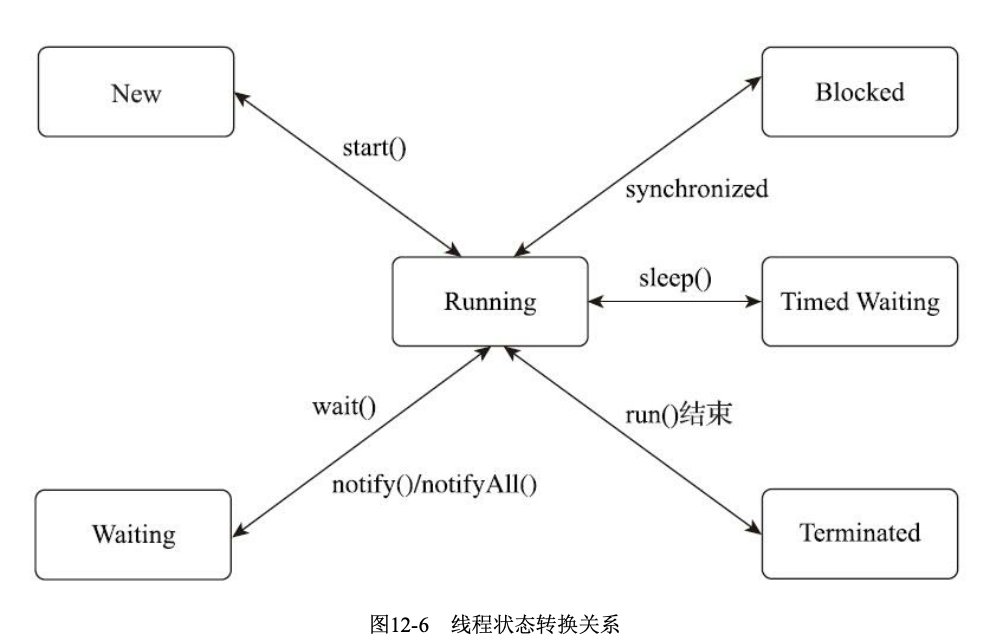 New
Blocked
start()
synchronized
sleep()
Running
Timed Waiting
wait()
run()结束
notify()/notifyAll()
Waiting
Terminated
图12-6 线程状态转换关系